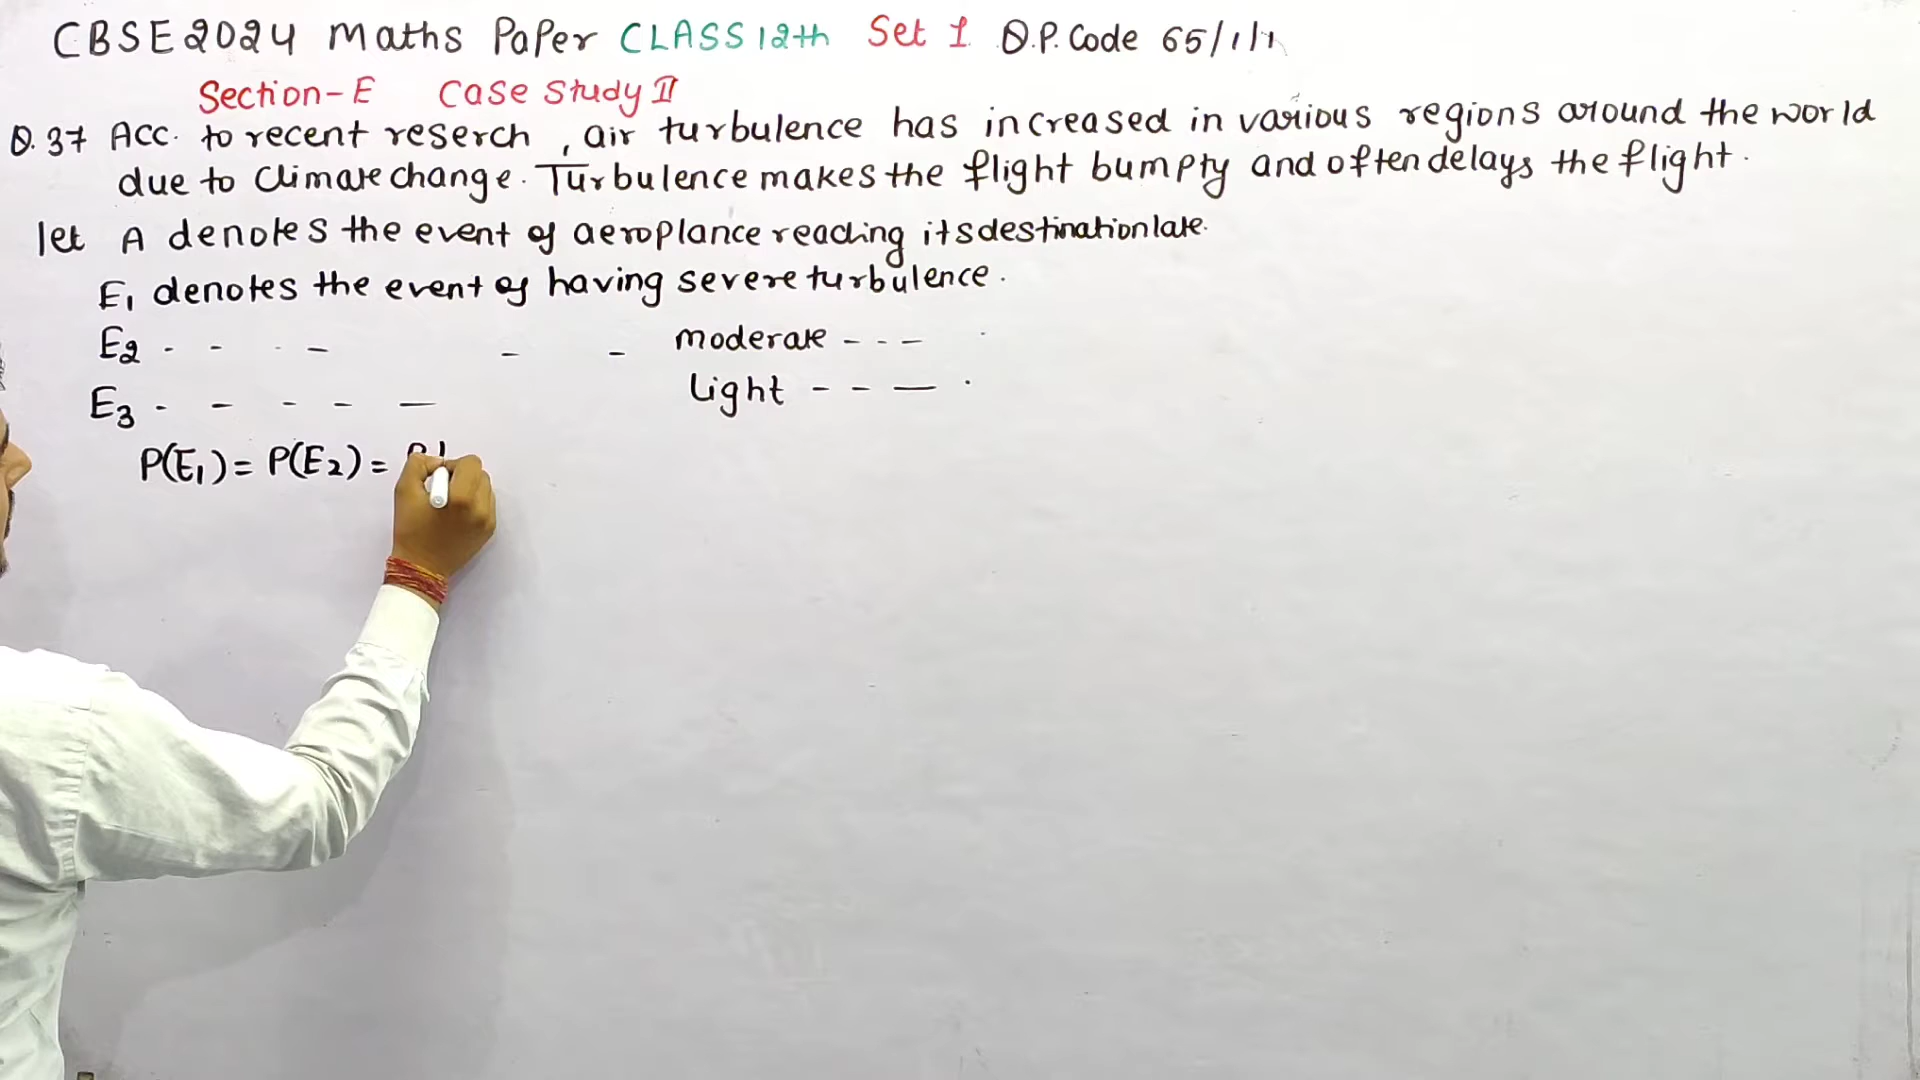 CBSE 2024 Maths Paper CLASS 12th Set 1 Q.P. Code 65/1/1
Section-E Case Study II
Q.37 Acc. to recent reserch , air turbulence has increased in various regions around the world
due to Climate change. Turbulence makes the flight bumpty and often delays the flight.
let A denotes the event of aeroplance reaching its destination late.
E1 denotes the event of having severe turbulence.
E2 - - - - - - moderate - - -
E3 - - - - - light - - - .
P(E1) = P(E2) =